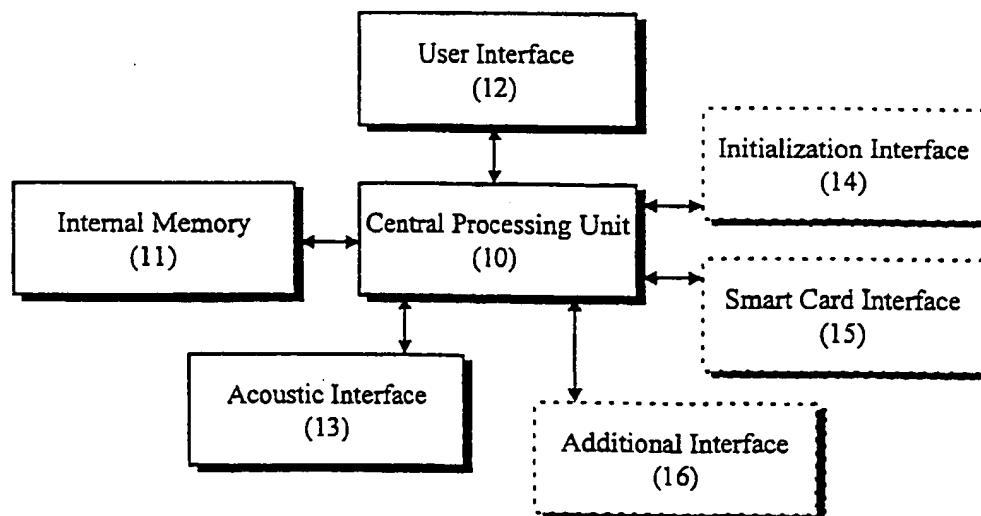 User Interface
(12)
Initialization Interface
(14)
Internal Memory
(11)
Central Processing Unit
(10)
Smart Card Interface
(15)
Acoustic Interface
(13)
Additional Interface
(16)